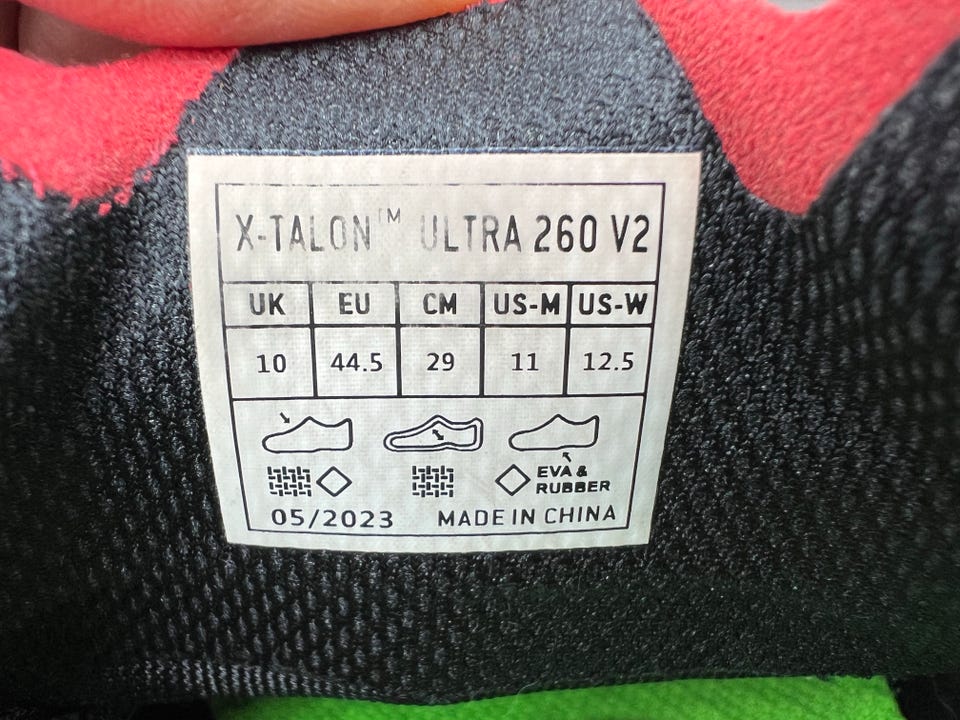 X-TALON™ ULTRA 260 V2
UK EU CM US-M US-W
10 44.5 29 11 12.5
EVA &
RUBBER
05/2023 MADE IN CHINA